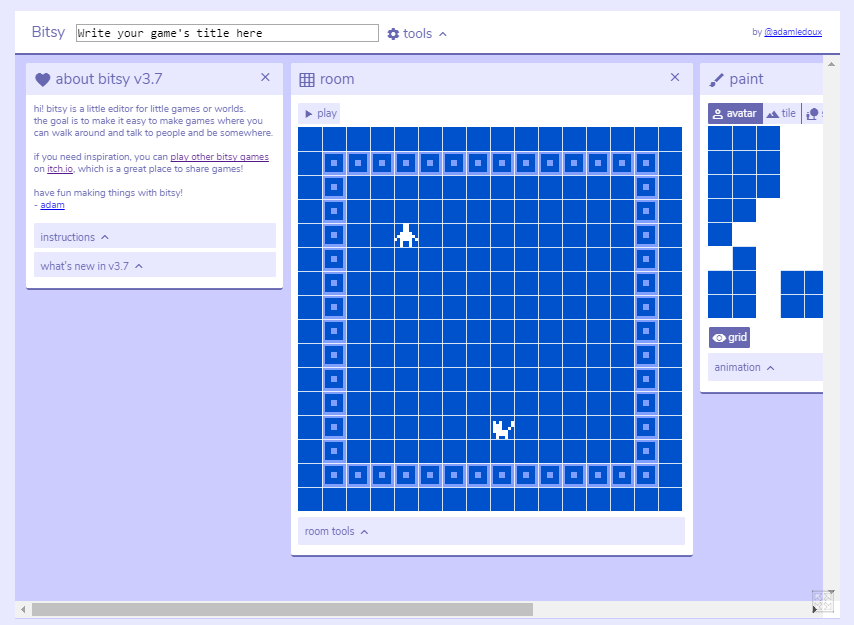 Bitsy
Write your game's title here
tools
by @adamledoux
about bitsy v3.7
hi! bitsy is a little editor for little games or worlds.
the goal is to make it easy to make games where you
can walk around and talk to people and be somewhere.
if you need inspiration, you can play other bitsy games
on itch.io, which is a great place to share games!
have fun making things with bitsy!
- adam
instructions
what's new in v3.7
room
play
room tools
paint
avatar
tile
grid
animation